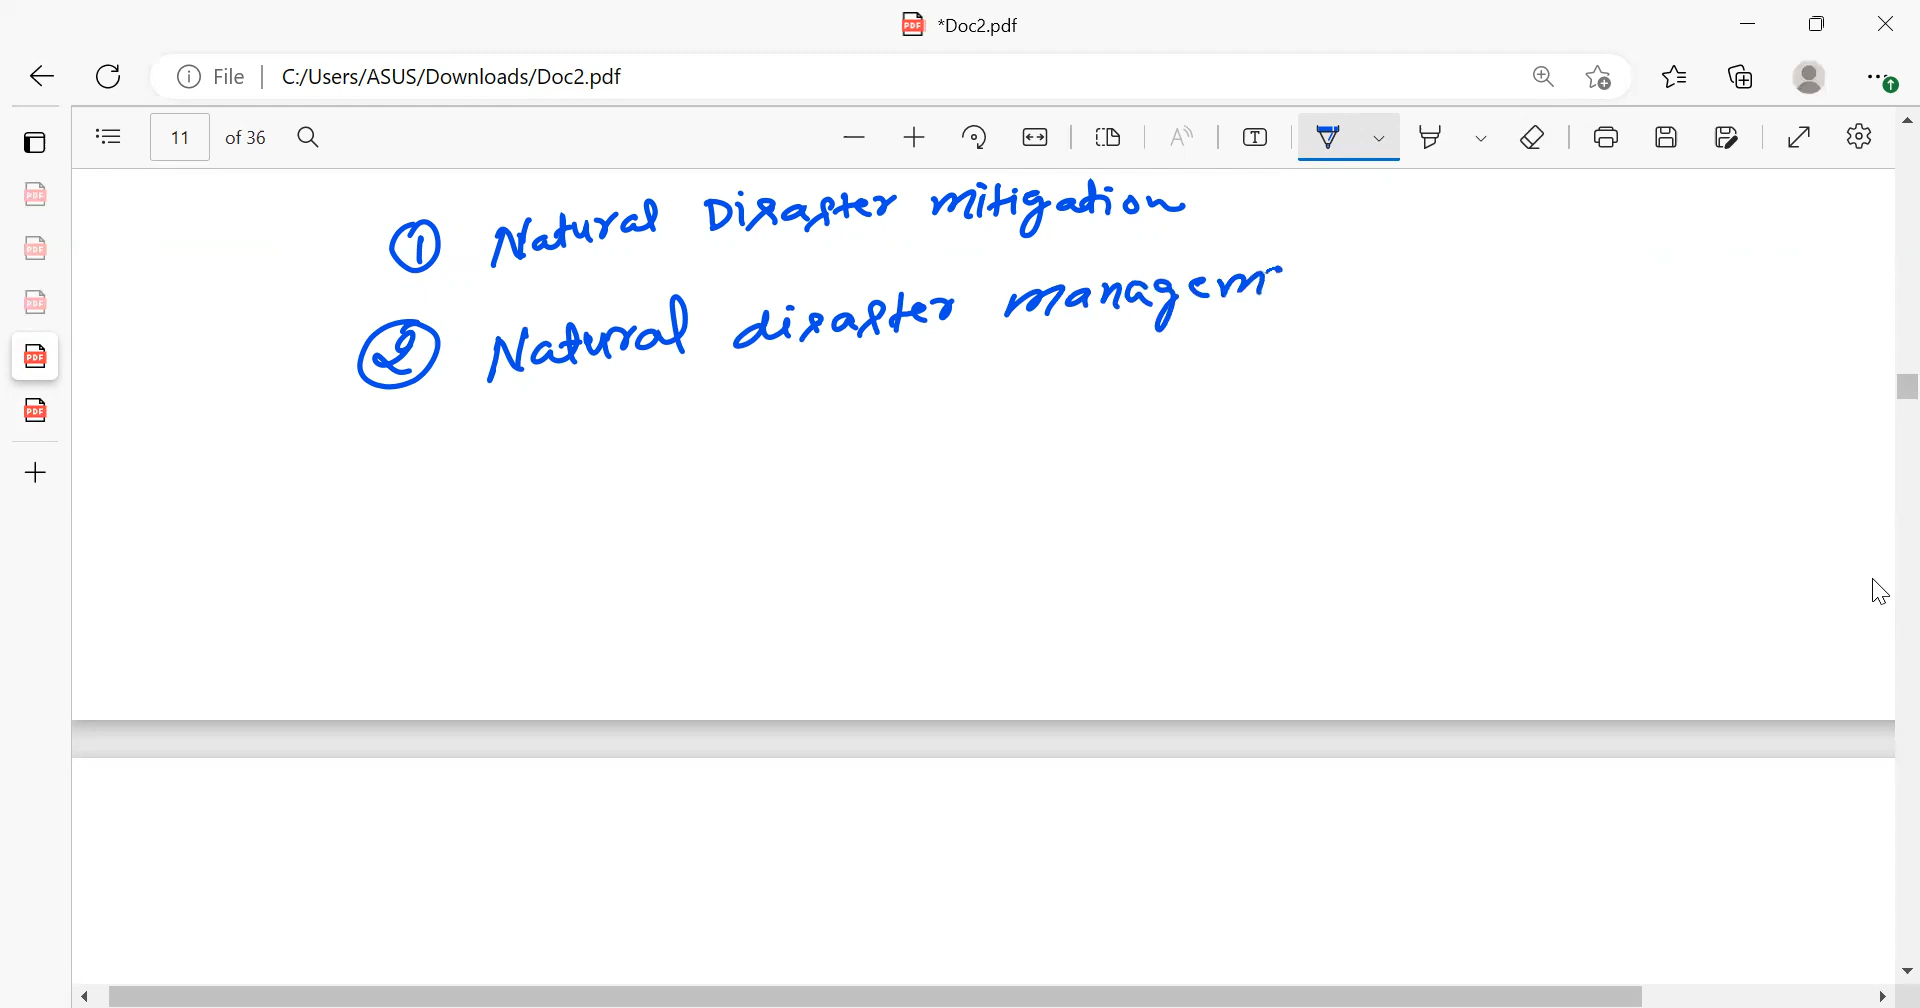 *Doc2.pdf
File C:/Users/ASUS/Downloads/Doc2.pdf
11 of 36
① Natural Disaster mitigation
② Natural disaster managem